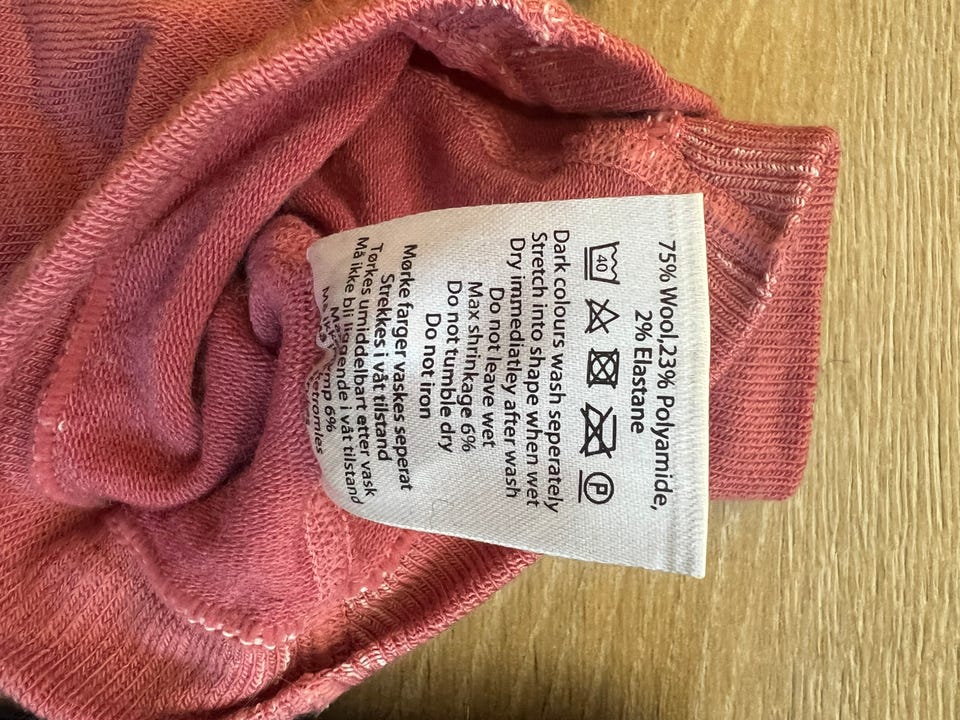 75% Wool,23% Polyamide,
2% Elastane
40 P
Dark colours wash seperately
Stretch into shape when wet
Dry immediatley after wash
Do not leave wet
Max shrinkage 6%
Do not tumble dry
Do not iron
Mørke farger vaskes seperat
Strekkes i våt tilstand
Tørkes umiddelbart etter vask
Må ikke bli liggende i våt tilstand
6%